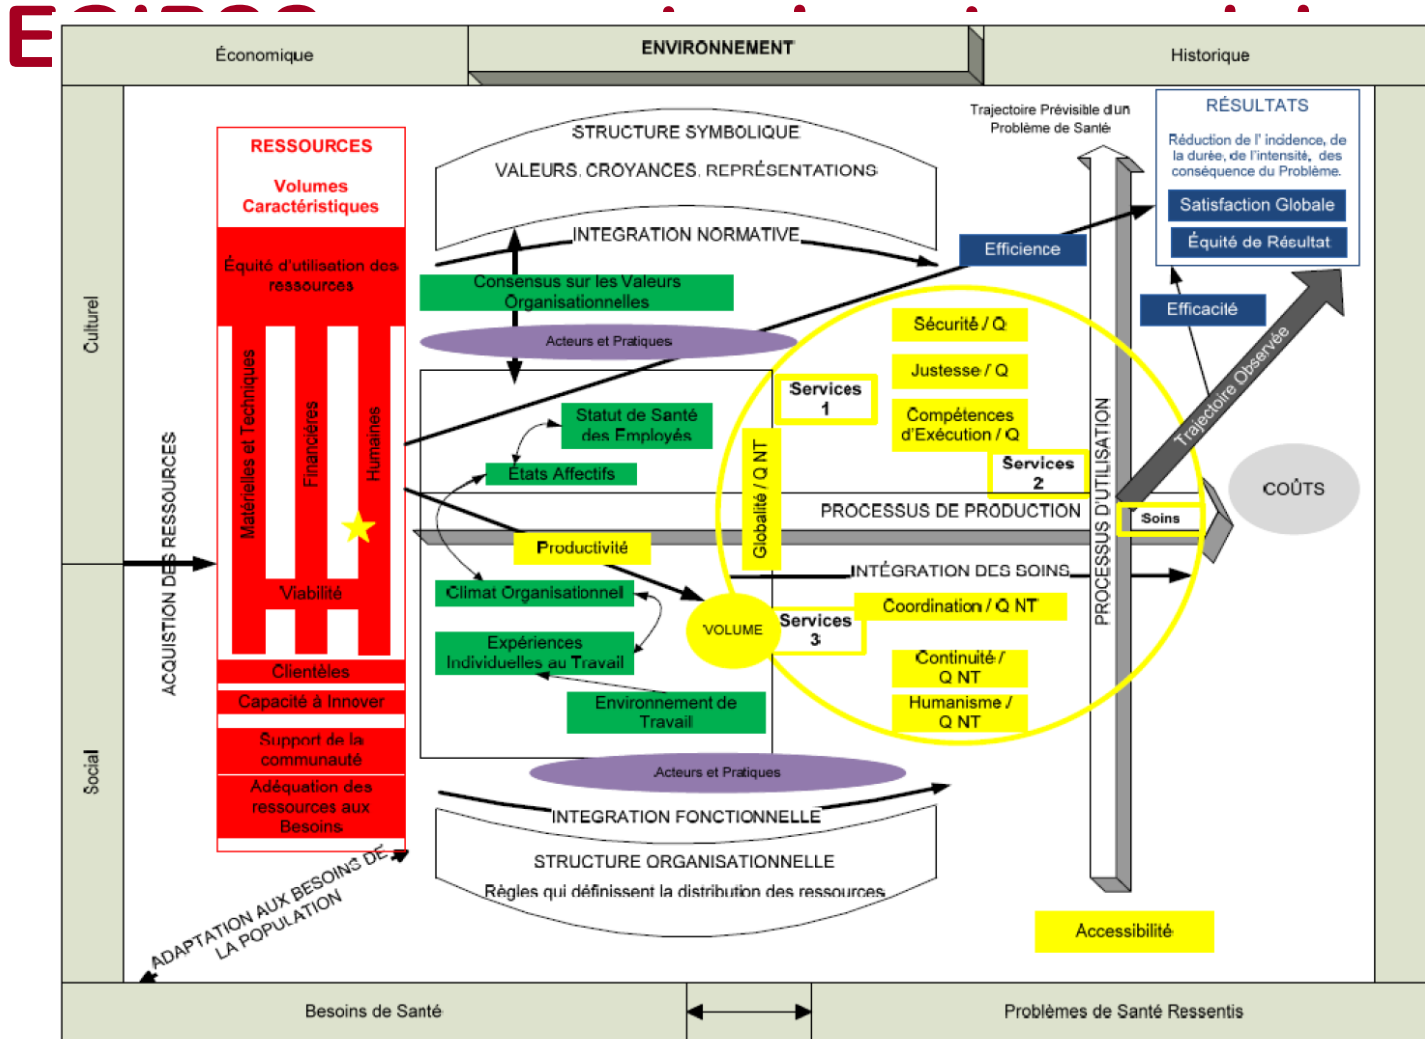 Économique
ENVIRONNEMENT
Historique
Culturel
Social
RESSOURCES
Volumes
Caractéristiques
Équité d'utilisation des
ressources
Matérielles et Techniques
Financiéres
Humaines
Viabilité
Clientèles
Capacité à Innover
Support de la
communauté
Adéquation des
ressources aux
Besoins
ACQUISTION DES RESSOURCES
ADAPTATION AUX BESOINS DE
LA POPULATION
STRUCTURE SYMBOLIQUE
VALEURS, CROYANCES, REPRÉSENTATIONS
INTEGRATION NORMATIVE
Consensus sur les Valeurs
Organisationnelles
Acteurs et Pratiques
Statut de Santé
des Employés
États Affectifs
Productivité
Climat Organisationnel
Expériences
Individuelles au Travail
Environnement de
Travail
Acteurs et Pratiques
INTEGRATION FONCTIONNELLE
STRUCTURE ORGANISATIONNELLE
Règles qui définissent la distribution des ressources
Trajectoire Prévisible d'un
Problème de Santé
RÉSULTATS
Réduction de l' incidence, de
la durée, de l'intensité, des
conséquence du Problème.
Satisfaction Globale
Équité de Résultat
Efficience
Efficacité
Trajectoire Observée
Sécurité / Q
Justesse / Q
Compétences
d'Exécution / Q
Services
1
Services
2
Globalité / Q NT
PROCESSUS DE PRODUCTION
PROCESSUS D'UTILISATION
Soins
COÛTS
INTÉGRATION DES SOINS
VOLUME
Services
3
Coordination / Q NT
Continuité /
Q NT
Humanisme /
Q NT
Accessibilité
Besoins de Santé
Problèmes de Santé Ressentis